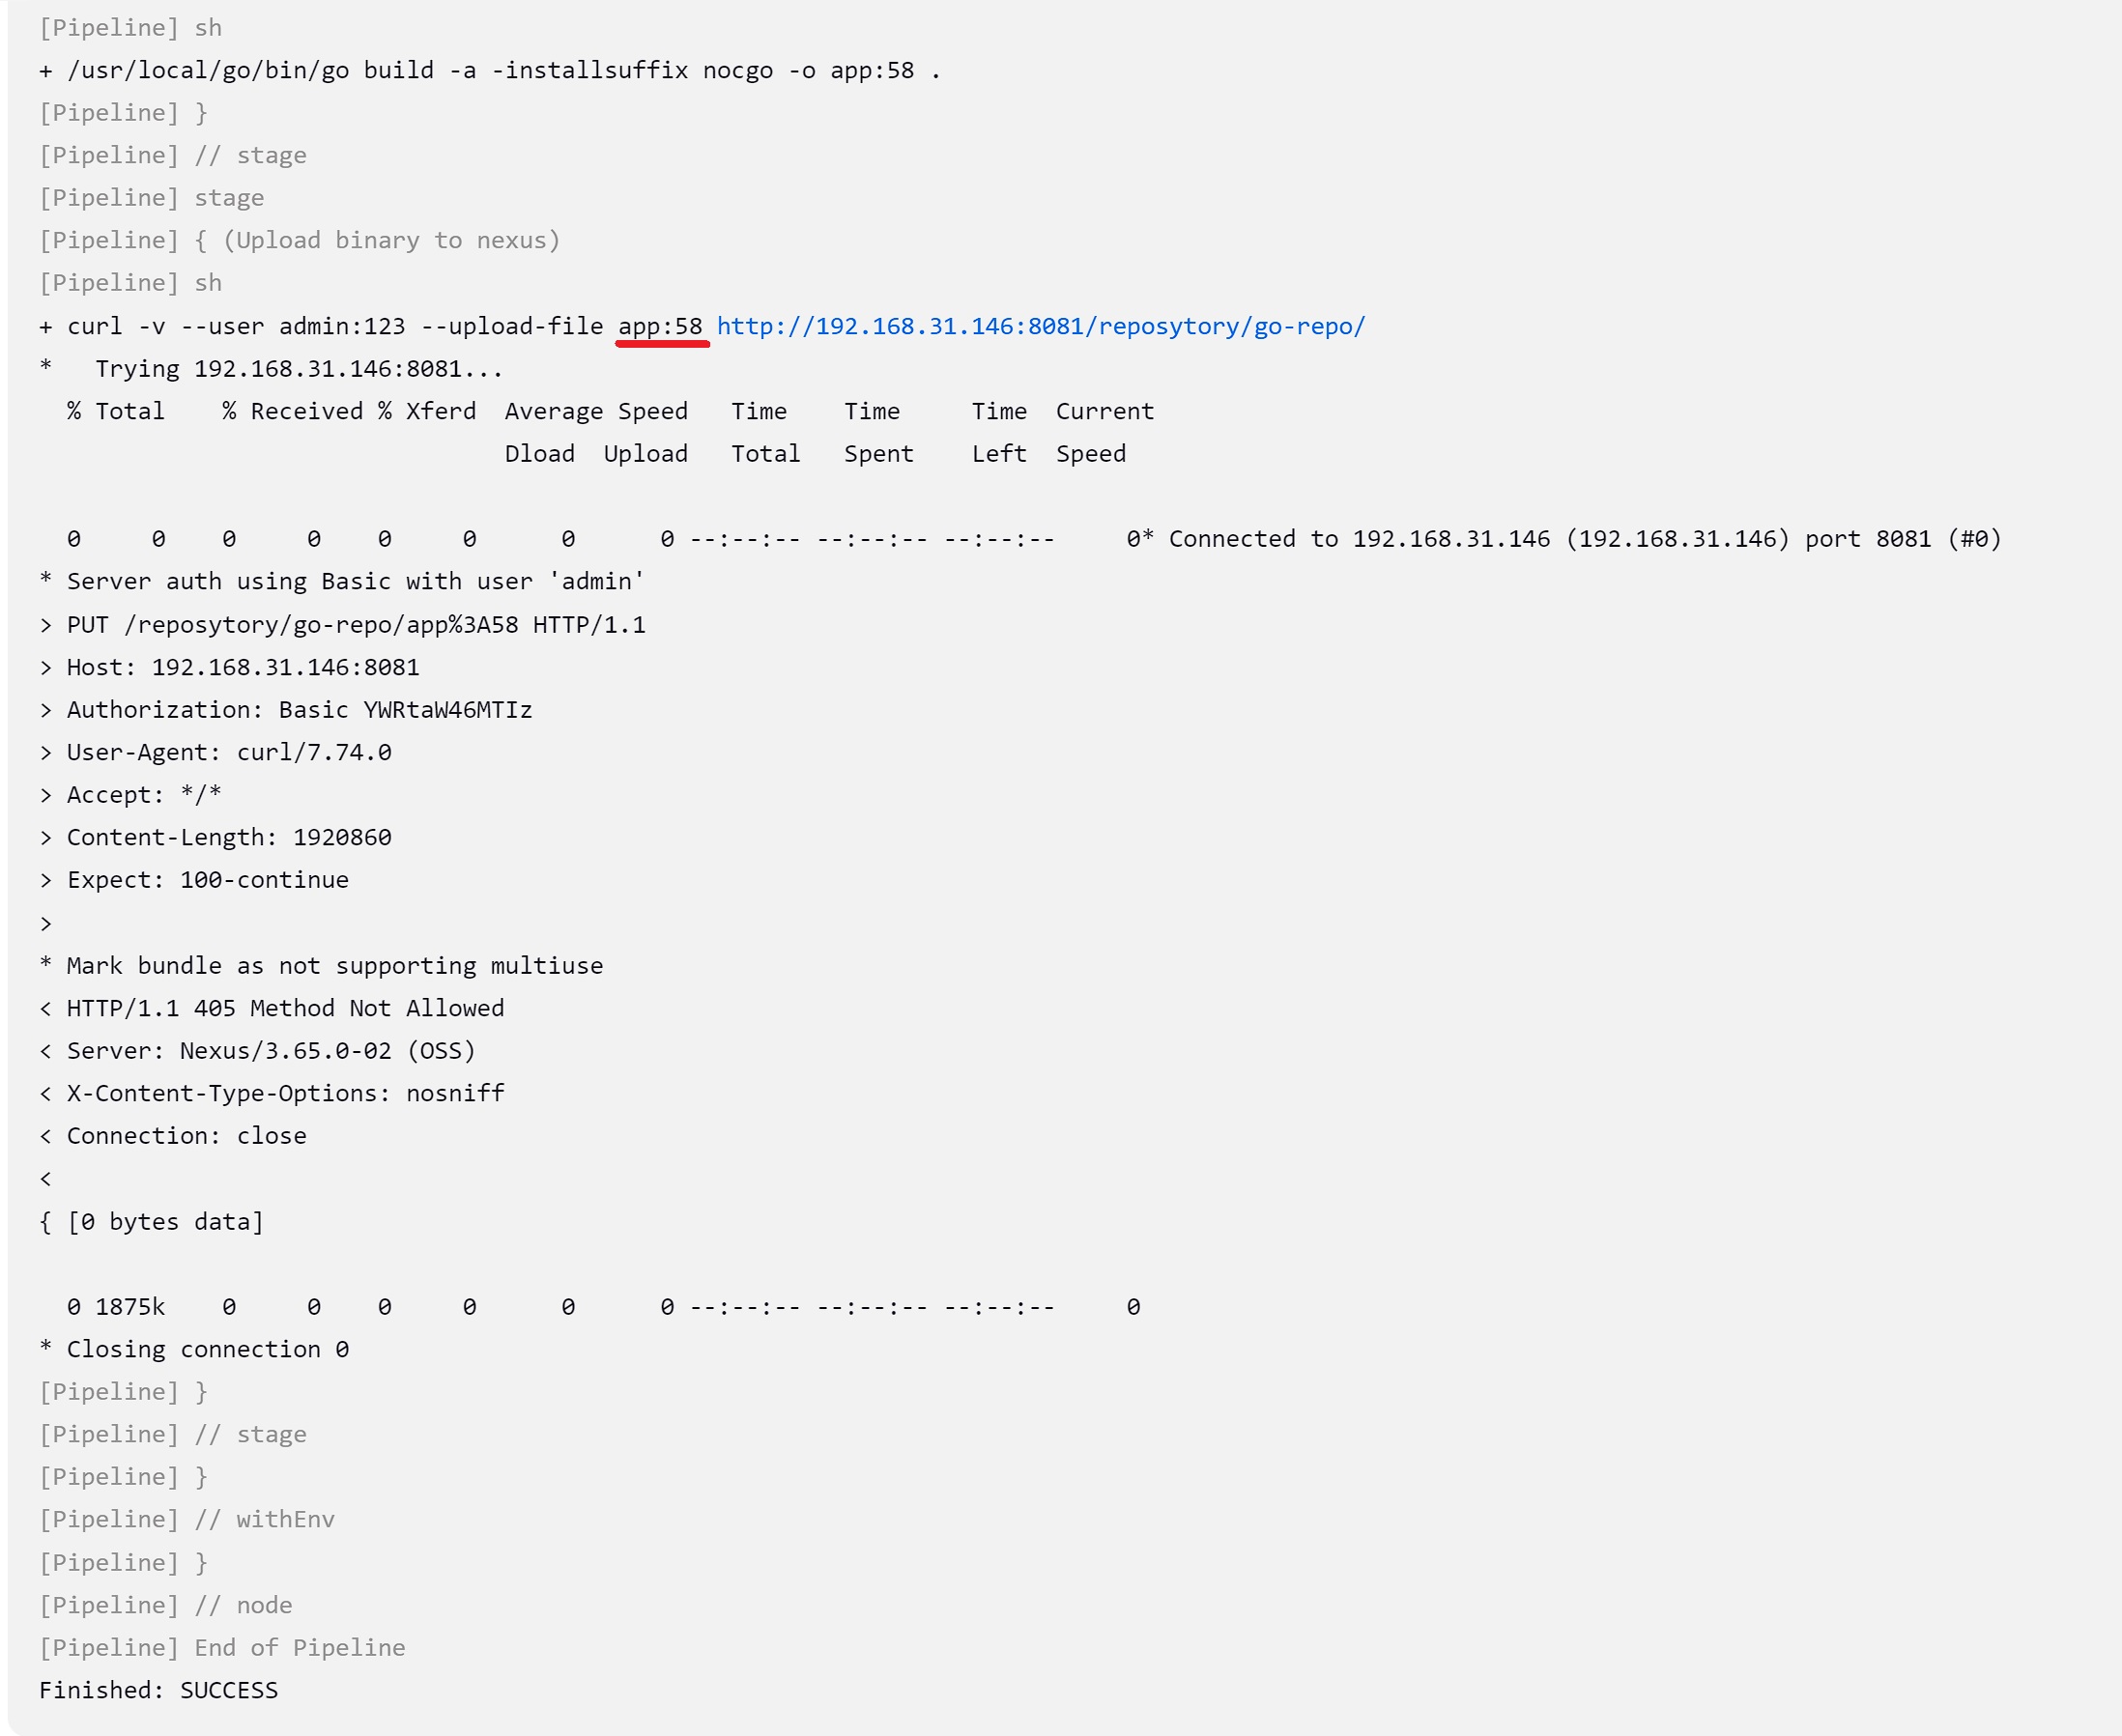 [Pipeline] sh
+ /usr/local/go/bin/go build -a -installsuffix nocgo -o app:58 .
[Pipeline] }
[Pipeline] // stage
[Pipeline] stage
[Pipeline] { (Upload binary to nexus)
[Pipeline] sh
+ curl -v --user admin:123 --upload-file app:58 http://192.168.31.146:8081/reposytory/go-repo/
*   Trying 192.168.31.146:8081...
  % Total    % Received % Xferd  Average Speed   Time    Time     Time  Current
                                 Dload  Upload   Total   Spent    Left  Speed
  0     0    0     0    0     0      0      0 --:--:-- --:--:-- --:--:--     0* Connected to 192.168.31.146 (192.168.31.146) port 8081 (#0)
* Server auth using Basic with user 'admin'
> PUT /reposytory/go-repo/app%3A58 HTTP/1.1
> Host: 192.168.31.146:8081
> Authorization: Basic YWRtaW46MTIz
> User-Agent: curl/7.74.0
> Accept: */*
> Content-Length: 1920860
> Expect: 100-continue
>
* Mark bundle as not supporting multiuse
< HTTP/1.1 405 Method Not Allowed
< Server: Nexus/3.65.0-02 (OSS)
< X-Content-Type-Options: nosniff
< Connection: close
<
{ [0 bytes data]
  0 1875k    0     0    0     0      0      0 --:--:-- --:--:-- --:--:--     0
* Closing connection 0
[Pipeline] }
[Pipeline] // stage
[Pipeline] }
[Pipeline] // withEnv
[Pipeline] }
[Pipeline] // node
[Pipeline] End of Pipeline
Finished: SUCCESS